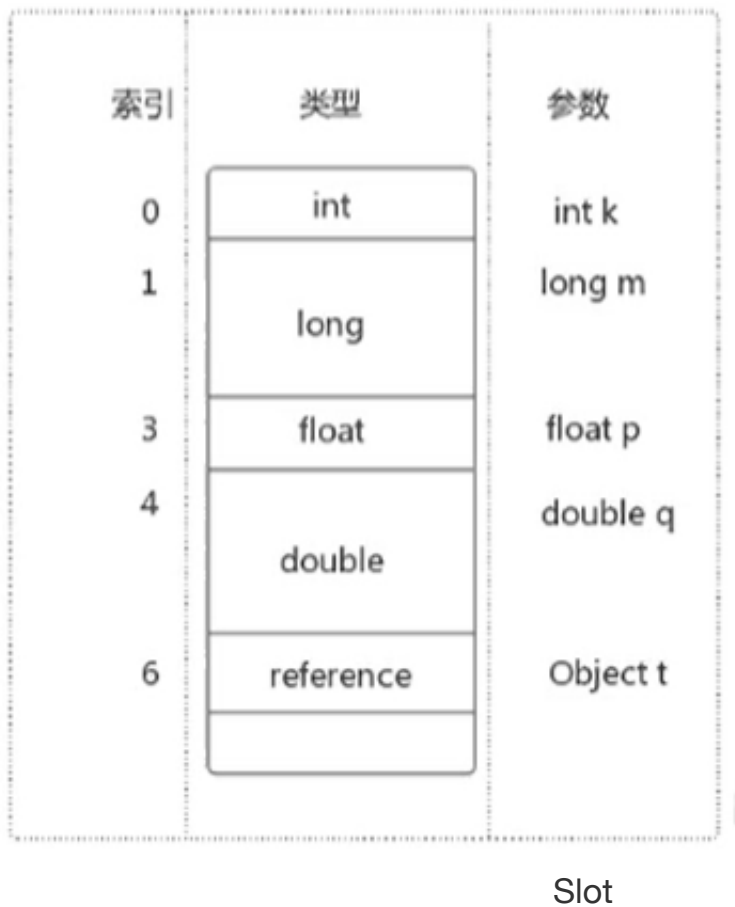 索引 类型 参数
0 int int k
1 long m
long
3 float float p
4 double q
double
6 reference Object t
Slot